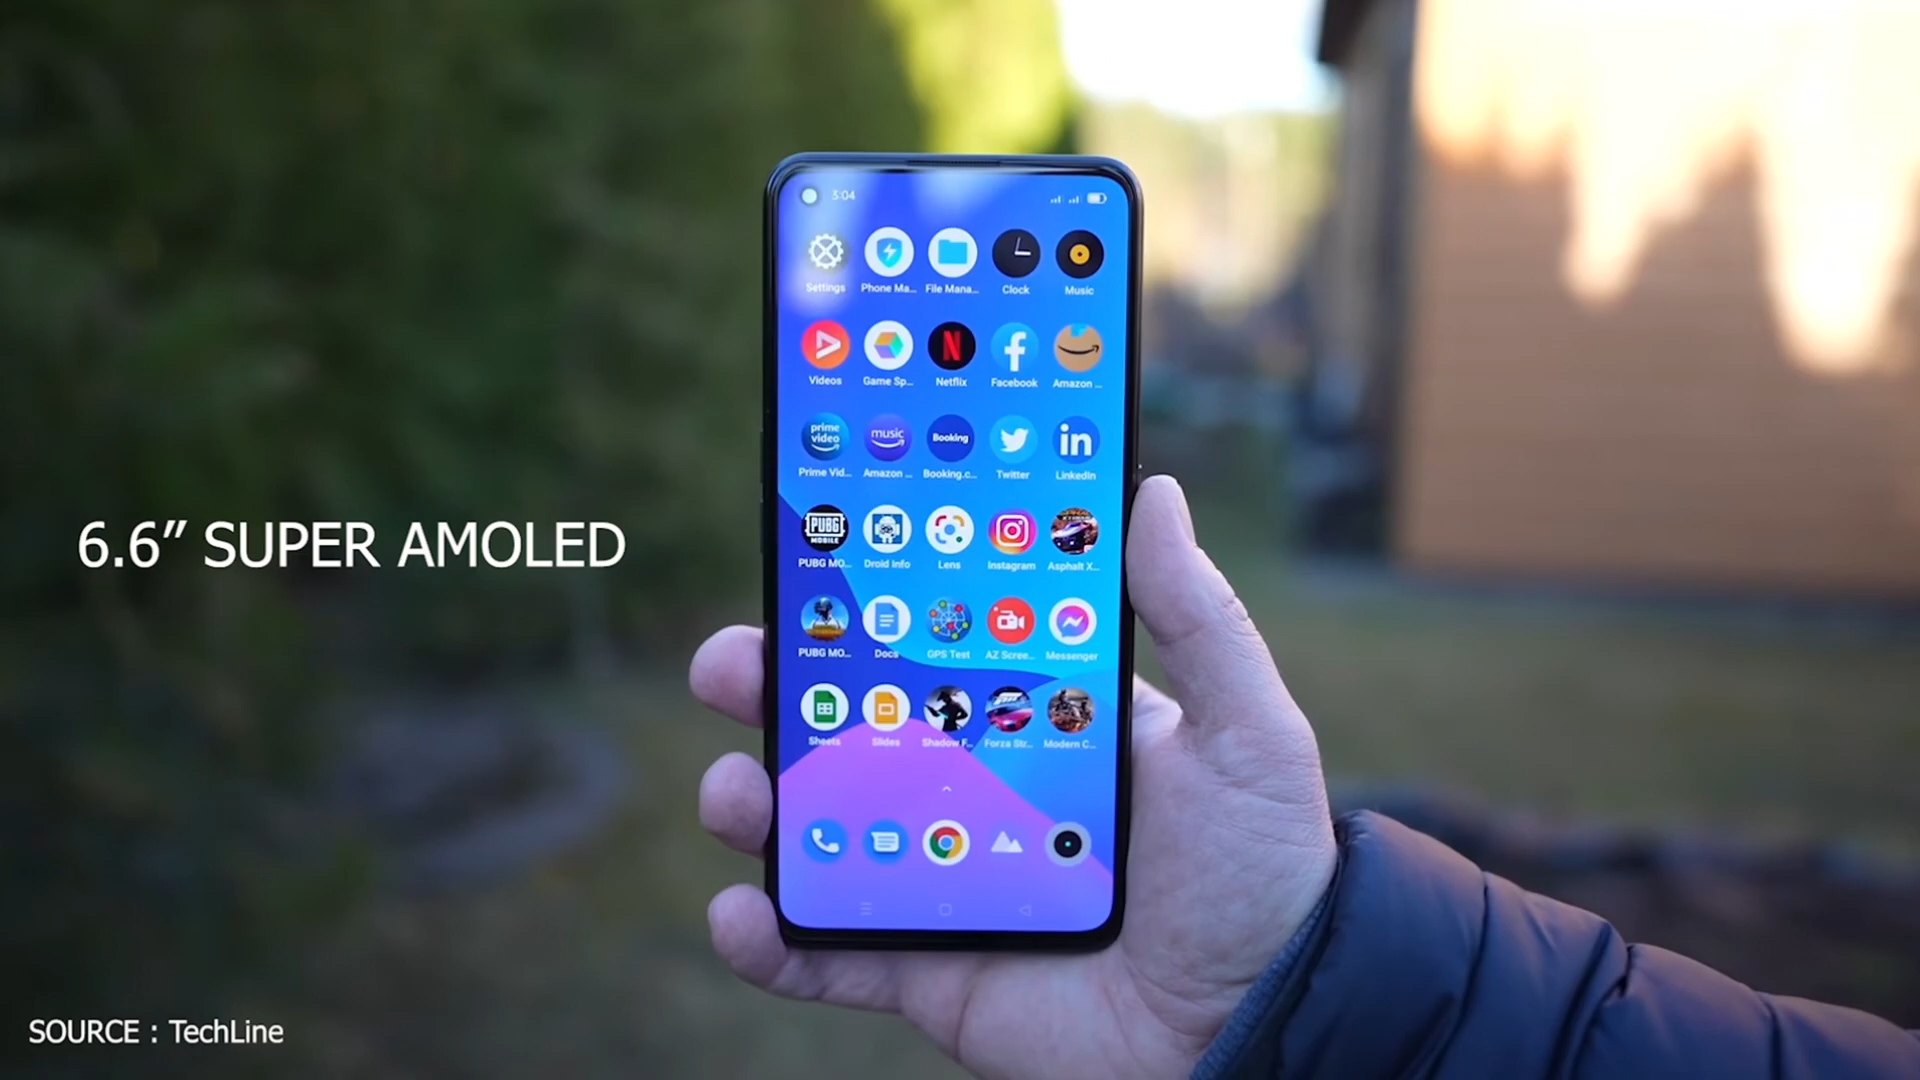 3:04
Settings Phone Ma... File Mana... Clock Music
Videos Game Sp... Netflix Facebook Amazon ...
prime video music Booking in
Prime Vid... Amazon ... Booking.c... Twitter LinkedIn
PUBG MOBILE
PUBG MO... Droid Info Lens Instagram Asphalt X...
PUBG MO... Docs GPS Test AZ Scree... Messenger
Sheets Slides Shadow F... Forza Str... Modern C...
6.6” SUPER AMOLED
SOURCE : TechLine